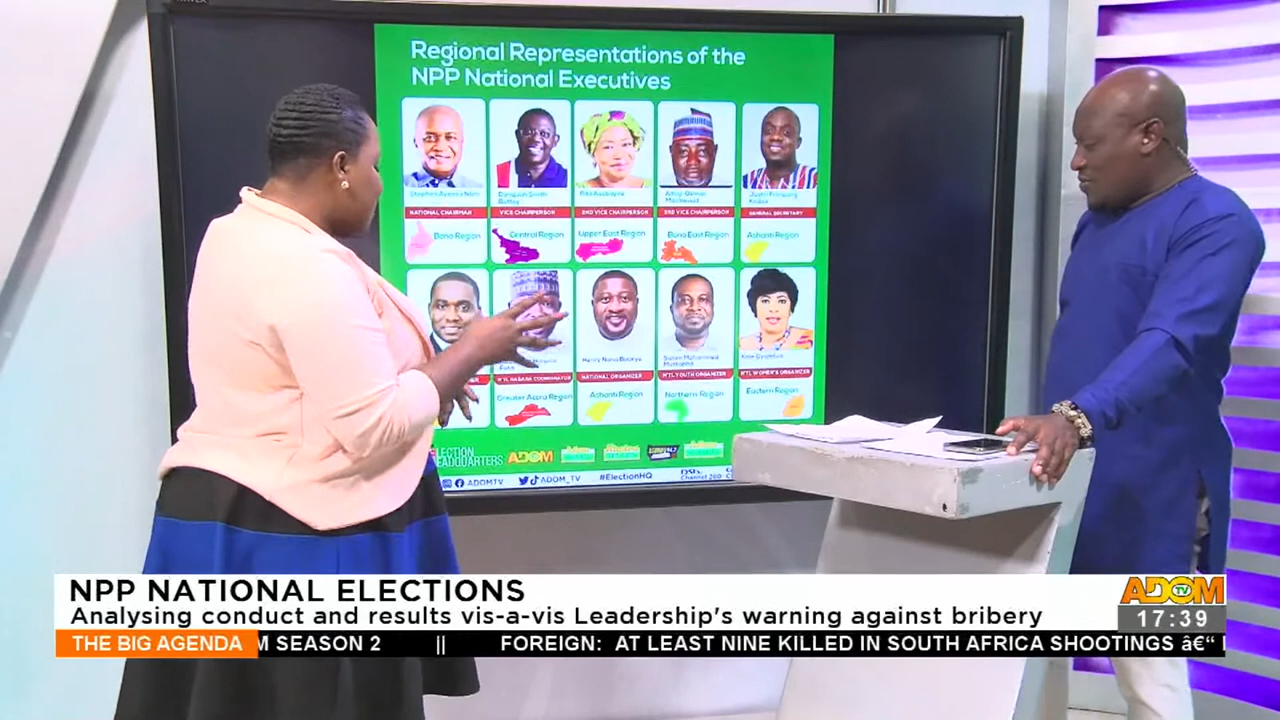 Regional Representations of the
NPP National Executives
NATIONAL CHAIRMAN
VICE CHAIRPERSON
2ND VICE CHAIRPERSON
3RD VICE CHAIRPERSON
GENERAL SECRETARY
Bono Region
Central Region
Upper East Region
Bono East Region
Ashanti Region
Henry Nana Boakye
N'TL NASARA COORDINATOR
NATIONAL ORGANIZER
N'TL YOUTH ORGANIZER
N'TL WOMEN'S ORGANIZER
Greater Accra Region
Ashanti Region
Northern Region
Eastern Region
ELECTION
HEADQUARTERS
ADOM
ADOMTV
ADOM_TV
#ElectionHQ
NPP NATIONAL ELECTIONS
Analysing conduct and results vis-a-vis Leadership's warning against bribery
ADOM TV
17:39
THE BIG AGENDA
SEASON 2 || FOREIGN: AT LEAST NINE KILLED IN SOUTH AFRICA SHOOTINGS â€“